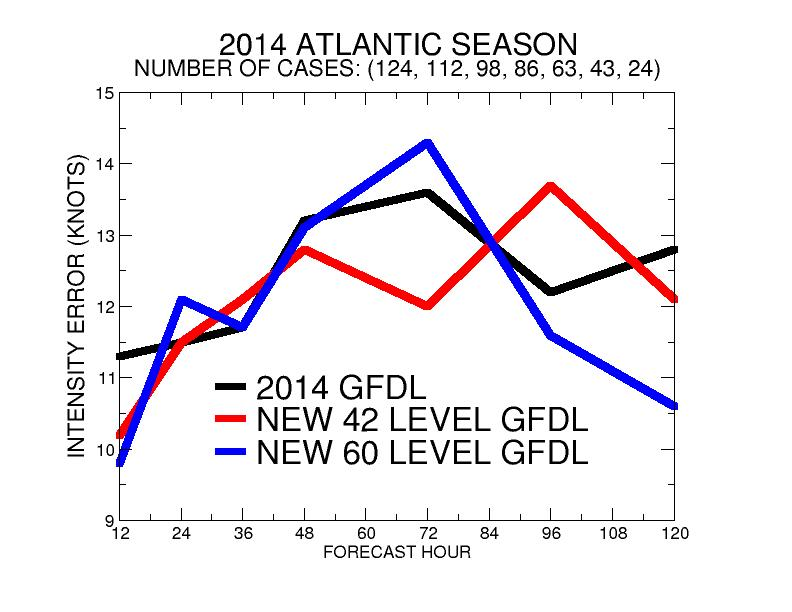 2014 ATLANTIC SEASON
NUMBER OF CASES: (124, 112, 98, 86, 63, 43, 24)
INTENSITY ERROR (KNOTS)
15
14
13
12
11
10
9
2014 GFDL
NEW 42 LEVEL GFDL
NEW 60 LEVEL GFDL
12 24 36 48 60 72 84 96 108 120
FORECAST HOUR